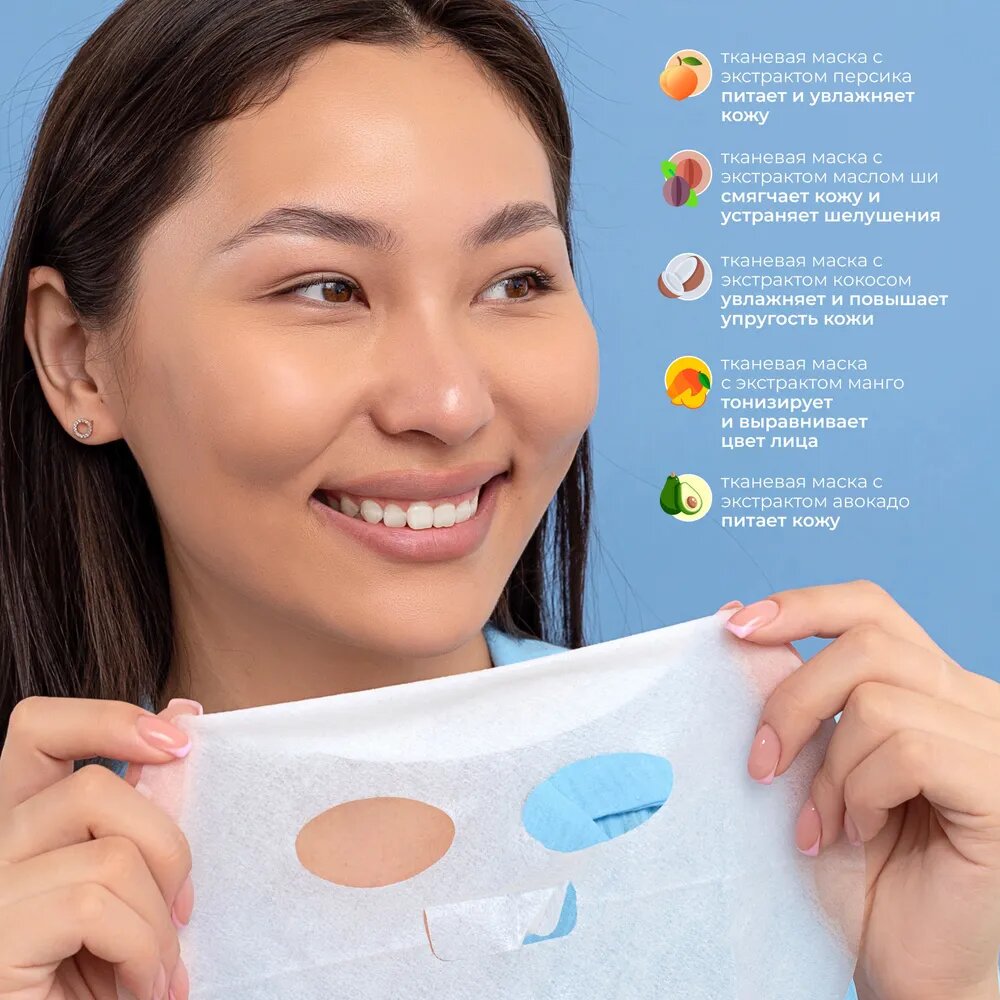 тканевая маска с
экстрактом персика
питает и увлажняет
кожу
тканевая маска с
экстрактом маслом ши
смягчает кожу и
устраняет шелушения
тканевая маска с
экстрактом кокосом
увлажняет и повышает
упругость кожи
тканевая маска
с экстрактом манго
тонизирует
и выравнивает
цвет лица
тканевая маска с
экстрактом авокадо
питает кожу